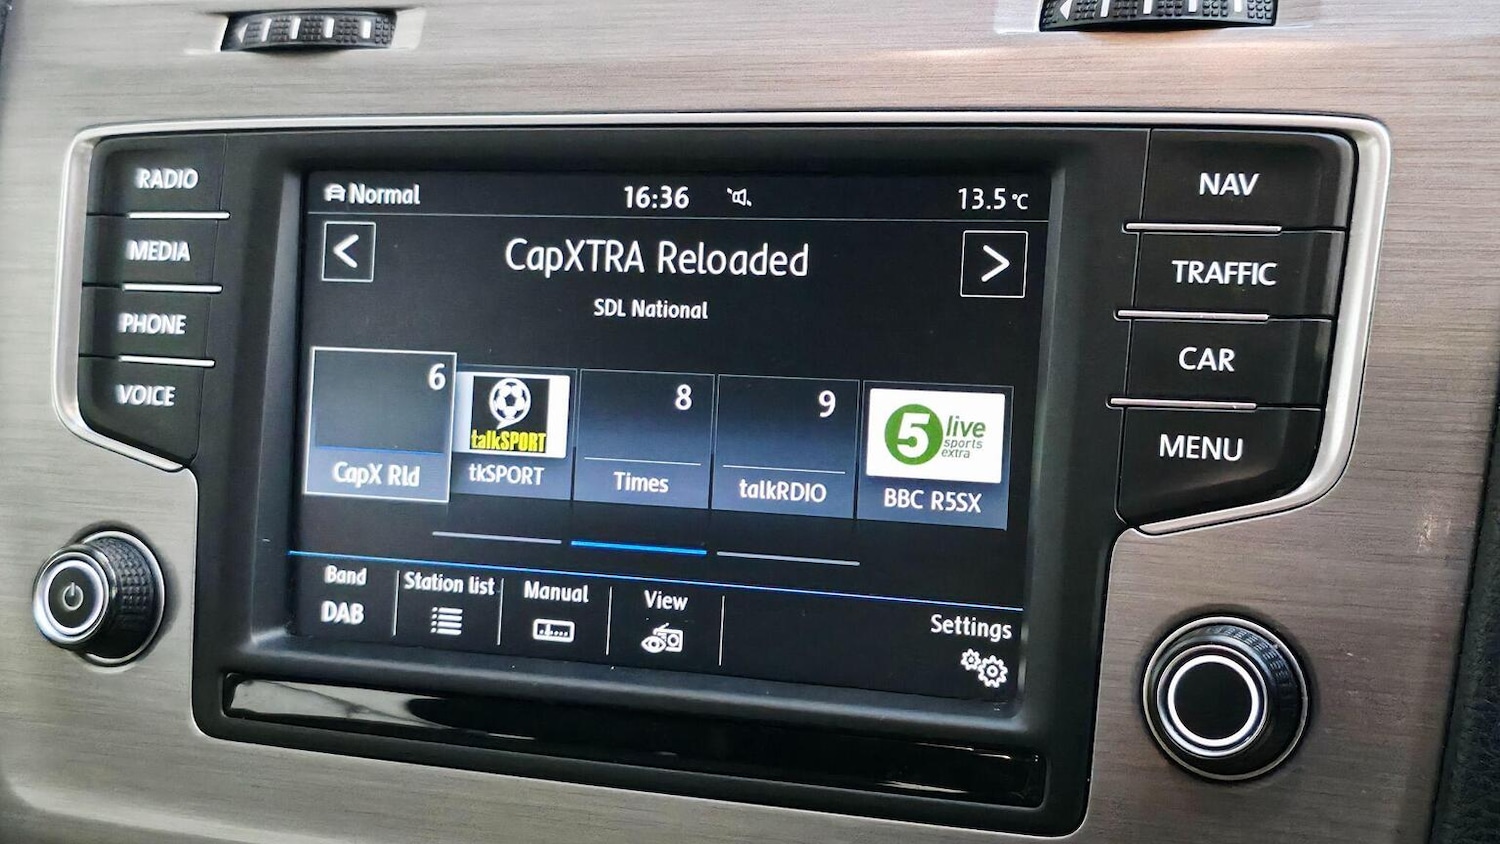 RADIO
MEDIA
PHONE
VOICE
Normal
16:36
13.5 °C
<
CapXTRA Reloaded
>
SDL National
6
CapX Rld
talkSPORT
tkSPORT
8
Times
9
talkRDIO
5 live
sports
extra
BBC R5SX
Band
DAB
Station list
Manual
View
Settings
NAV
TRAFFIC
CAR
MENU